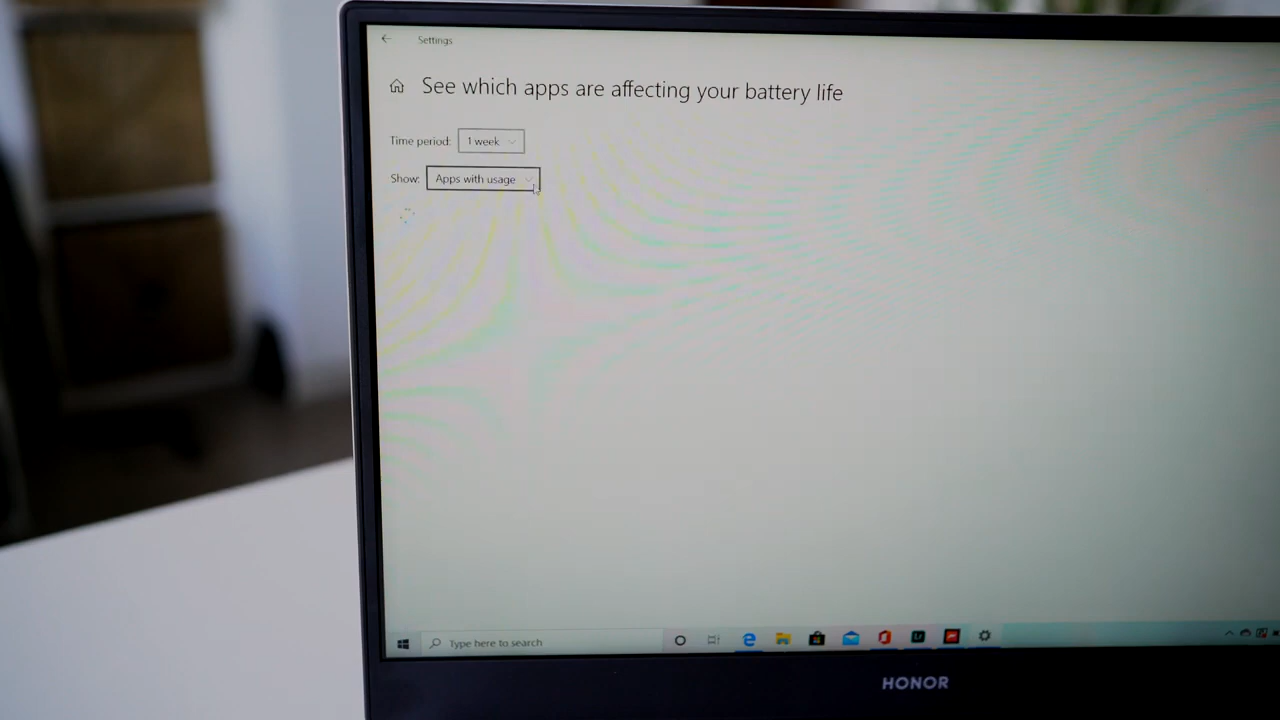 Settings
See which apps are affecting your battery life
Time period: 1 week
Show: Apps with usage
Type here to search
HONOR